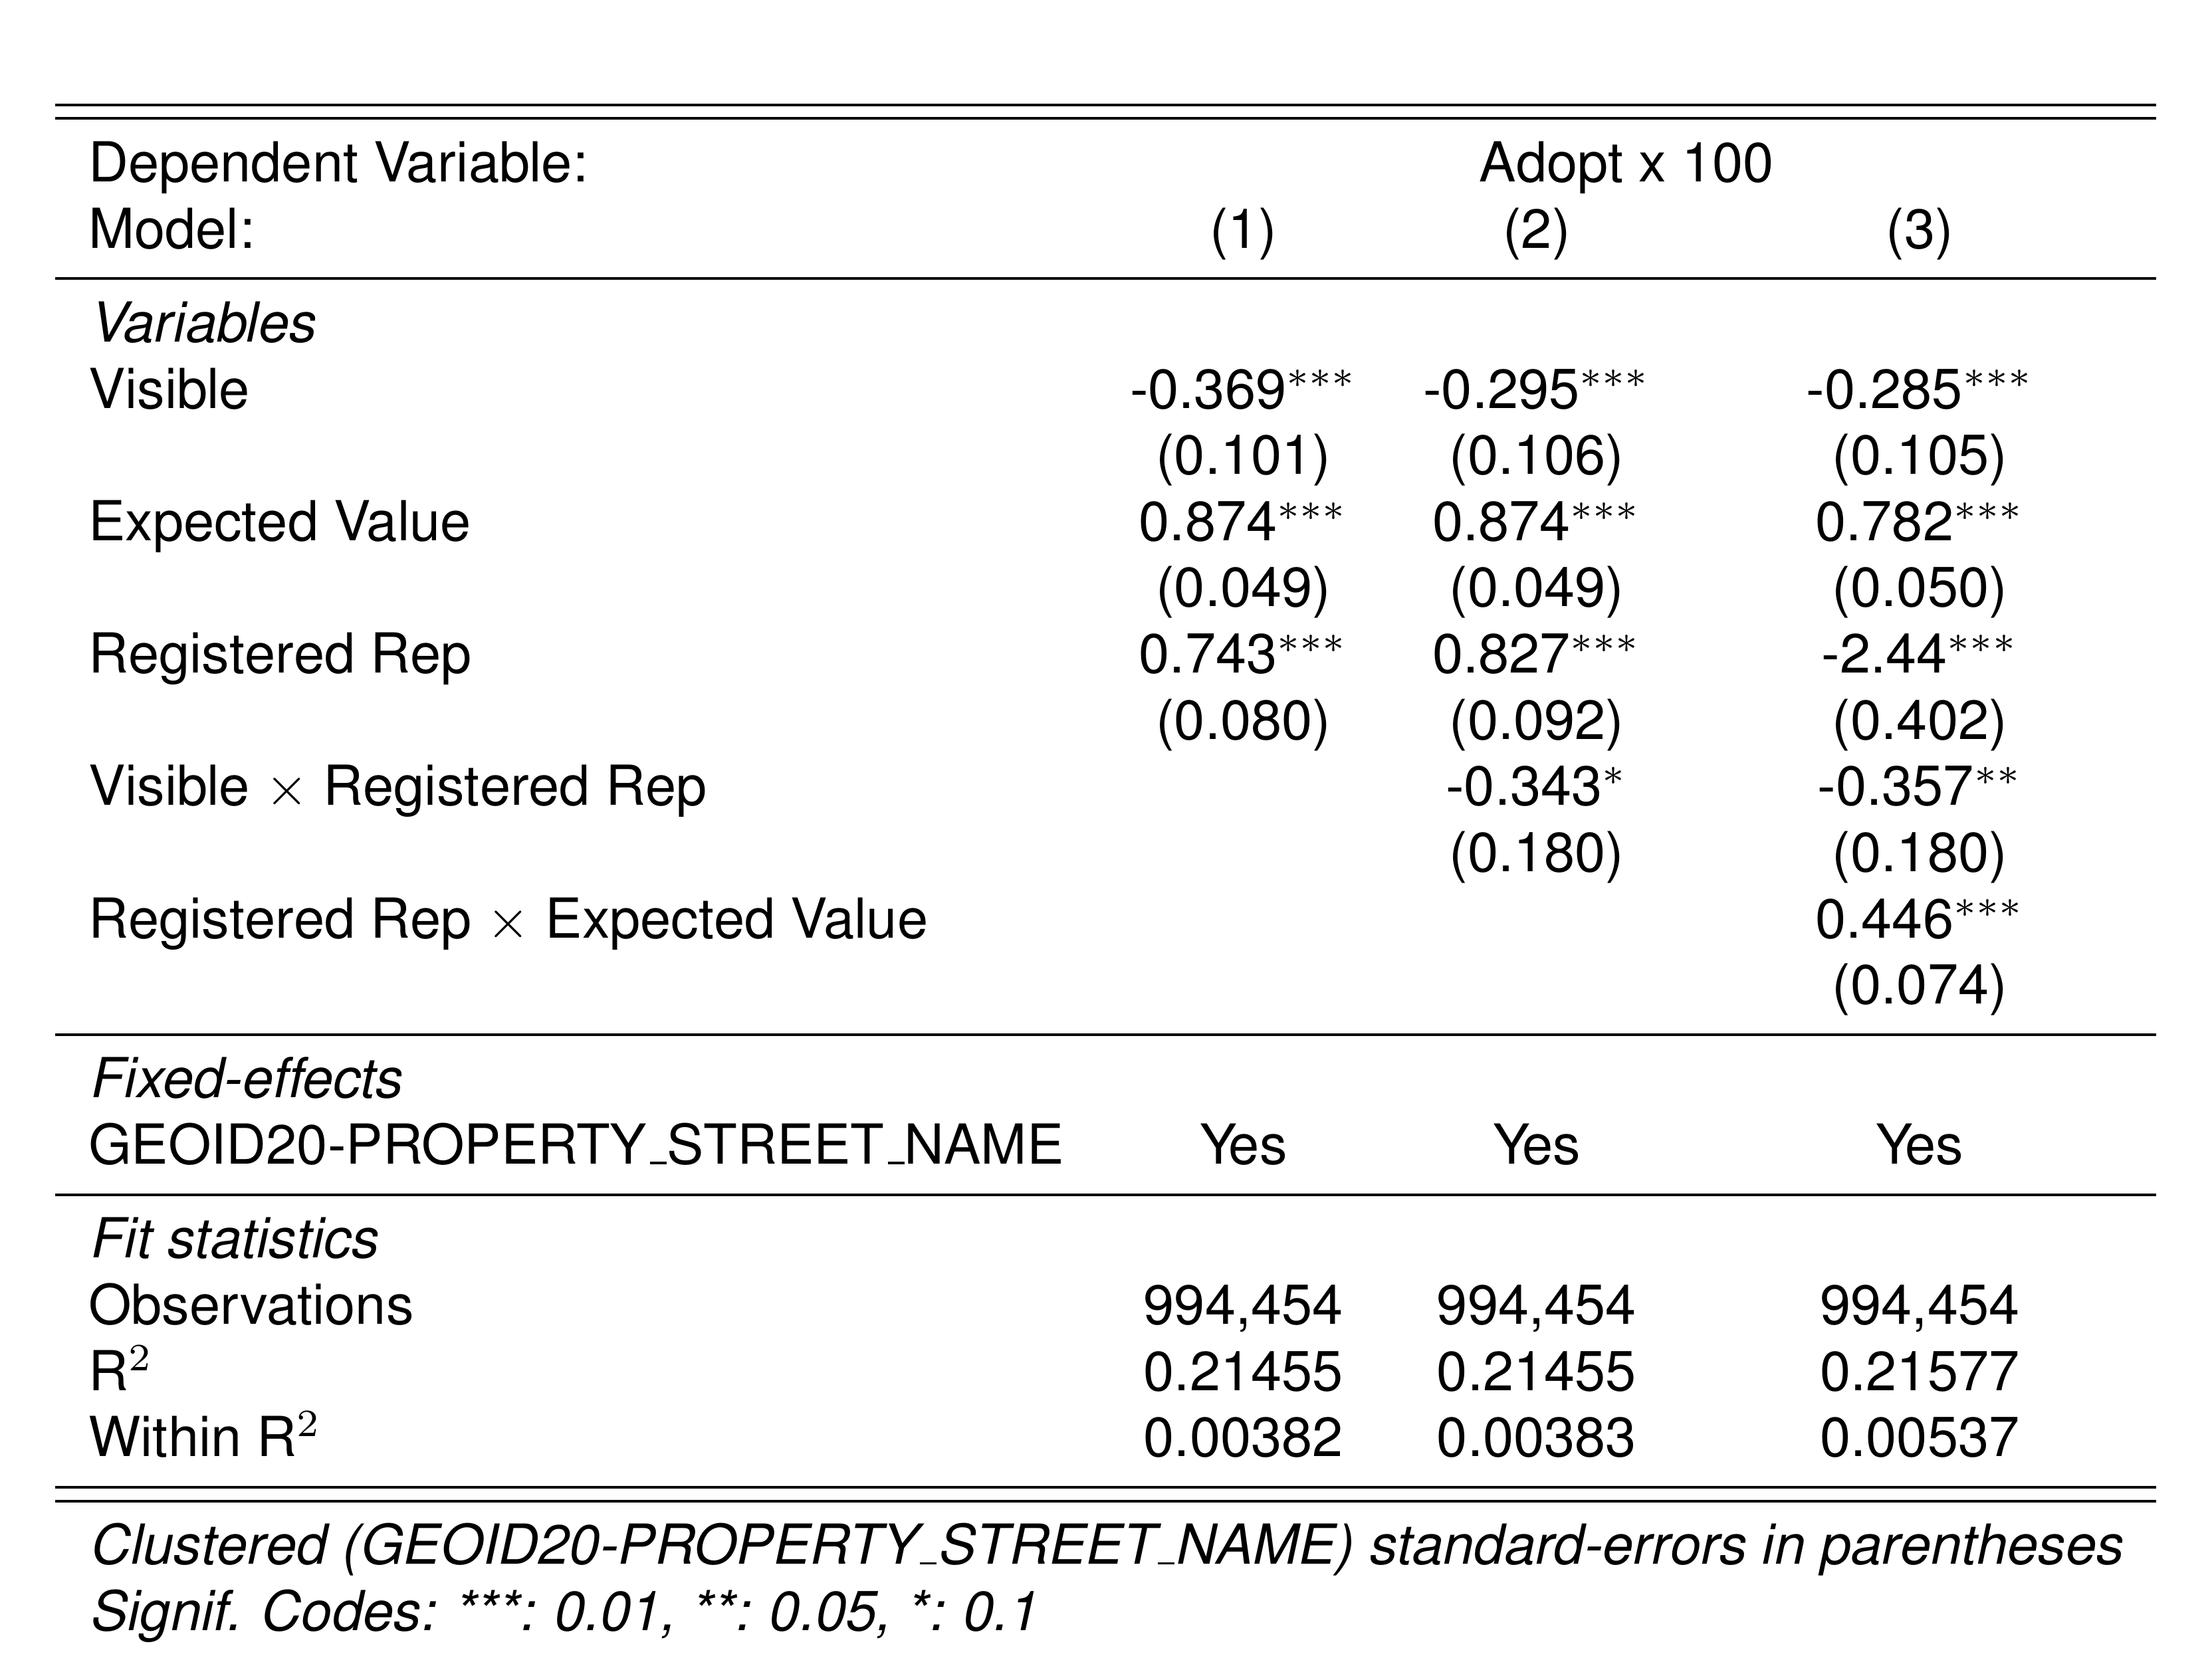 Dependent Variable: Adopt x 100
Model: (1) (2) (3)
Variables
Visible -0.369*** -0.295*** -0.285***
(0.101) (0.106) (0.105)
Expected Value 0.874*** 0.874*** 0.782***
(0.049) (0.049) (0.050)
Registered Rep 0.743*** 0.827*** -2.44***
(0.080) (0.092) (0.402)
Visible × Registered Rep -0.343* -0.357**
(0.180) (0.180)
Registered Rep × Expected Value 0.446***
(0.074)
Fixed-effects
GEOID20-PROPERTY_STREET_NAME Yes Yes Yes
Fit statistics
Observations 994,454 994,454 994,454
R² 0.21455 0.21455 0.21577
Within R² 0.00382 0.00383 0.00537
Clustered (GEOID20-PROPERTY_STREET_NAME) standard-errors in parentheses
Signif. Codes: ***: 0.01, **: 0.05, *: 0.1